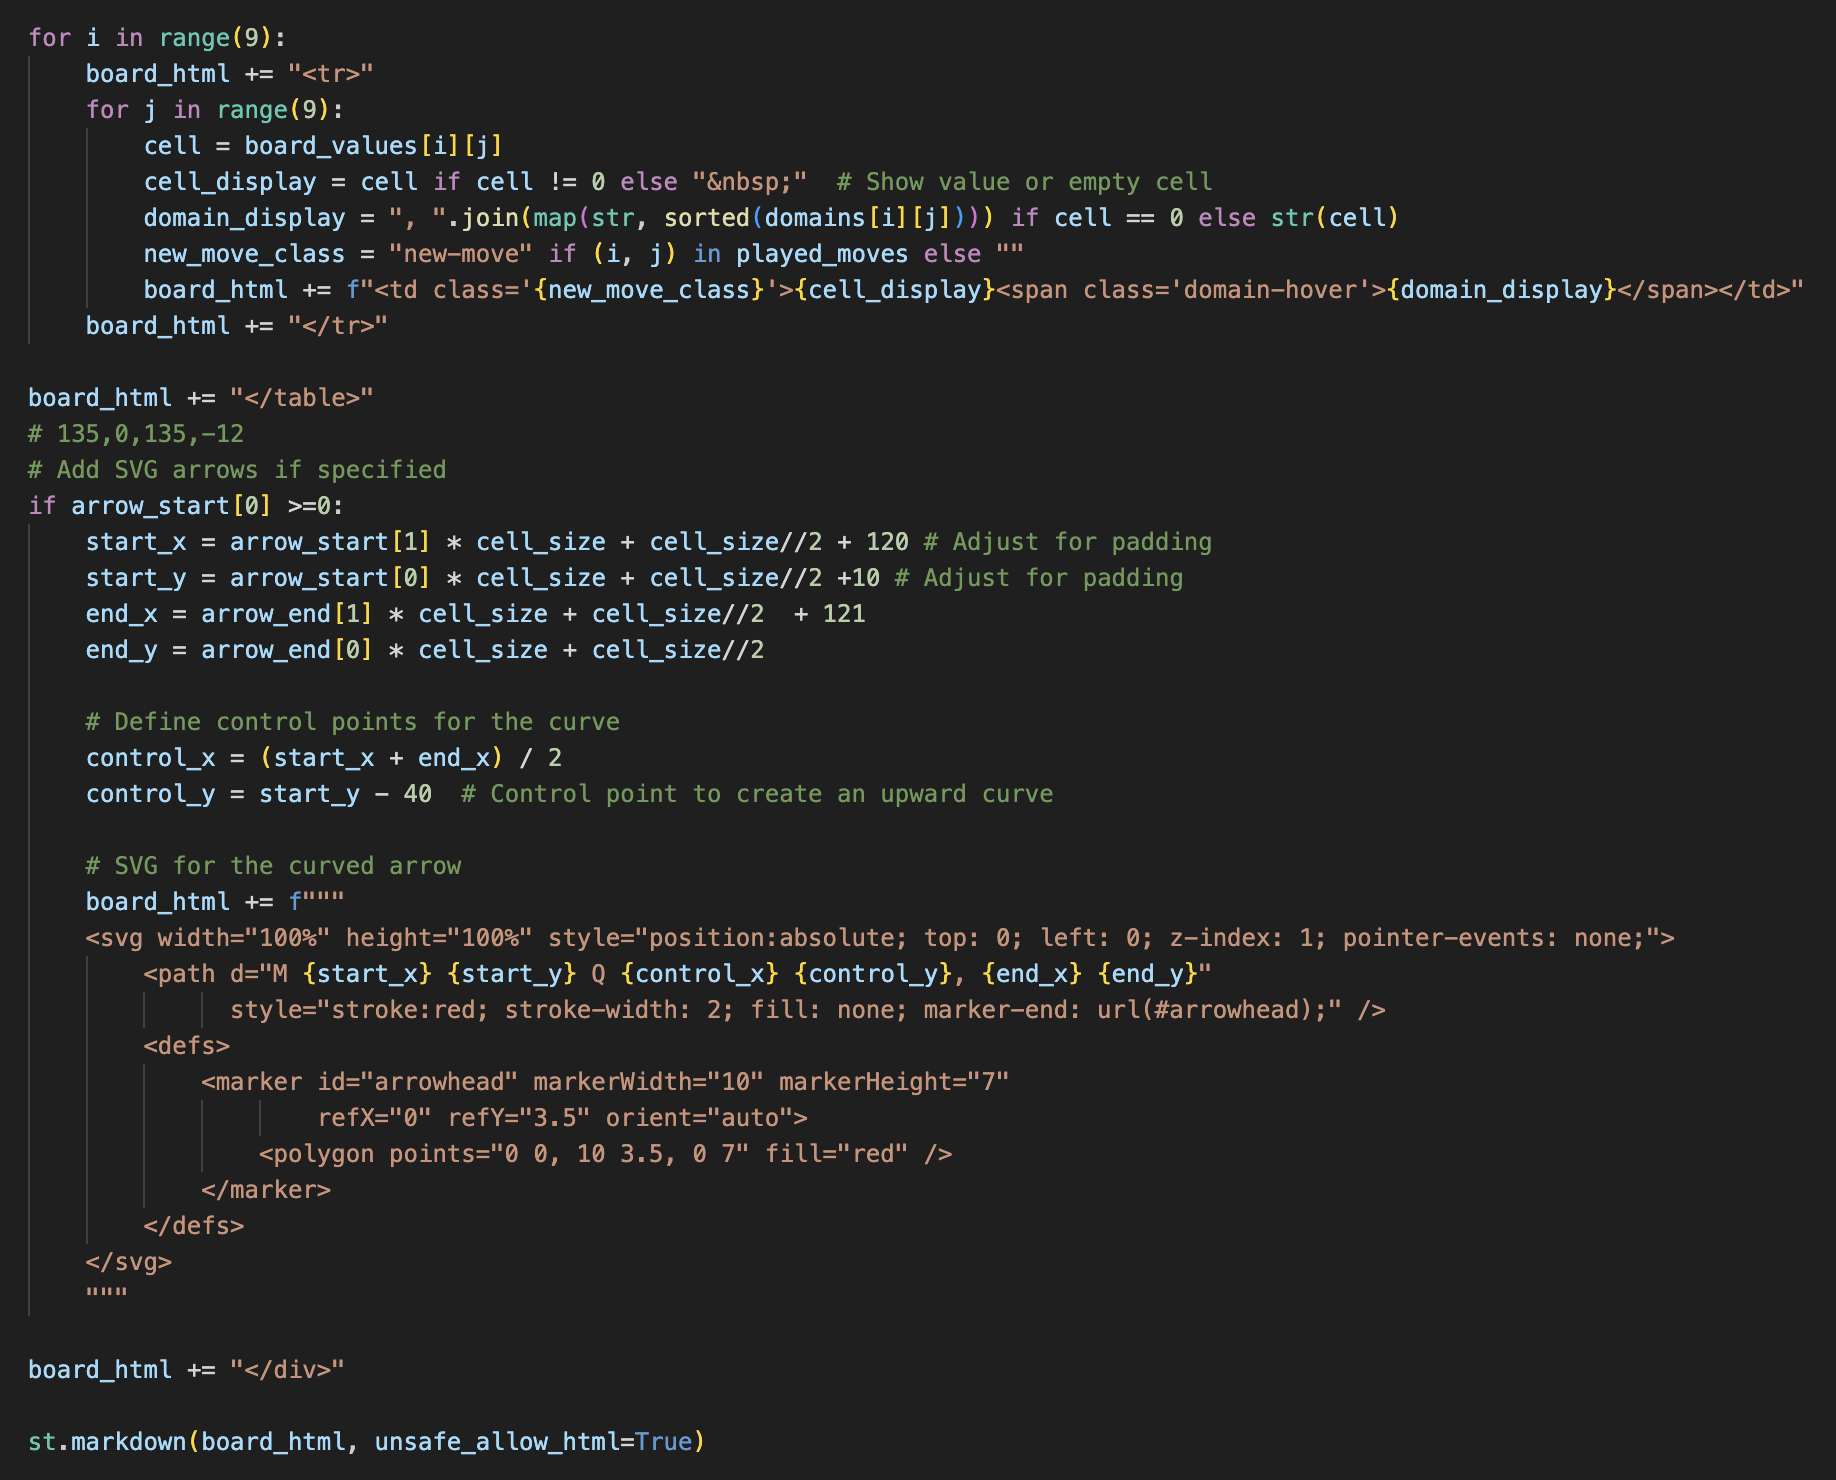 for i in range(9):
    board_html += "<tr>"
    for j in range(9):
        cell = board_values[i][j]
        cell_display = cell if cell != 0 else "&nbsp;"  # Show value or empty cell
        domain_display = ", ".join(map(str, sorted(domains[i][j]))) if cell == 0 else str(cell)
        new_move_class = "new-move" if (i, j) in played_moves else ""
        board_html += f"<td class='{new_move_class}'>{cell_display}<span class='domain-hover'>{domain_display}</span></td>"
    board_html += "</tr>"

board_html += "</table>"
# 135,0,135,-12
# Add SVG arrows if specified
if arrow_start[0] >=0:
    start_x = arrow_start[1] * cell_size + cell_size//2 + 120 # Adjust for padding
    start_y = arrow_start[0] * cell_size + cell_size//2 +10 # Adjust for padding
    end_x = arrow_end[1] * cell_size + cell_size//2  + 121
    end_y = arrow_end[0] * cell_size + cell_size//2

    # Define control points for the curve
    control_x = (start_x + end_x) / 2
    control_y = start_y - 40  # Control point to create an upward curve

    # SVG for the curved arrow
    board_html += f"""
    <svg width="100%" height="100%" style="position:absolute; top: 0; left: 0; z-index: 1; pointer-events: none;">
        <path d="M {start_x} {start_y} Q {control_x} {control_y}, {end_x} {end_y}"
              style="stroke:red; stroke-width: 2; fill: none; marker-end: url(#arrowhead);" />
        <defs>
            <marker id="arrowhead" markerWidth="10" markerHeight="7"
                    refX="0" refY="3.5" orient="auto">
                <polygon points="0 0, 10 3.5, 0 7" fill="red" />
            </marker>
        </defs>
    </svg>
    """

board_html += "</div>"

st.markdown(board_html, unsafe_allow_html=True)